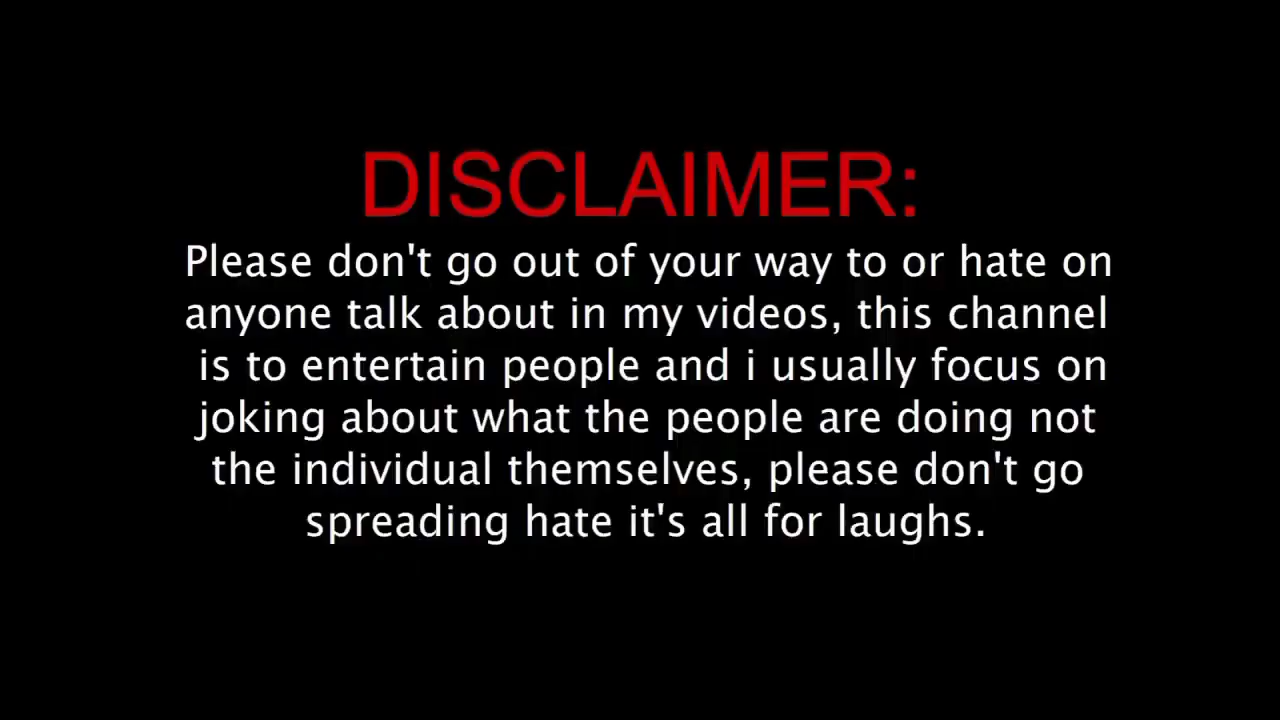 DISCLAIMER:
Please don't go out of your way to or hate on
anyone talk about in my videos, this channel
is to entertain people and i usually focus on
joking about what the people are doing not
the individual themselves, please don't go
spreading hate it's all for laughs.